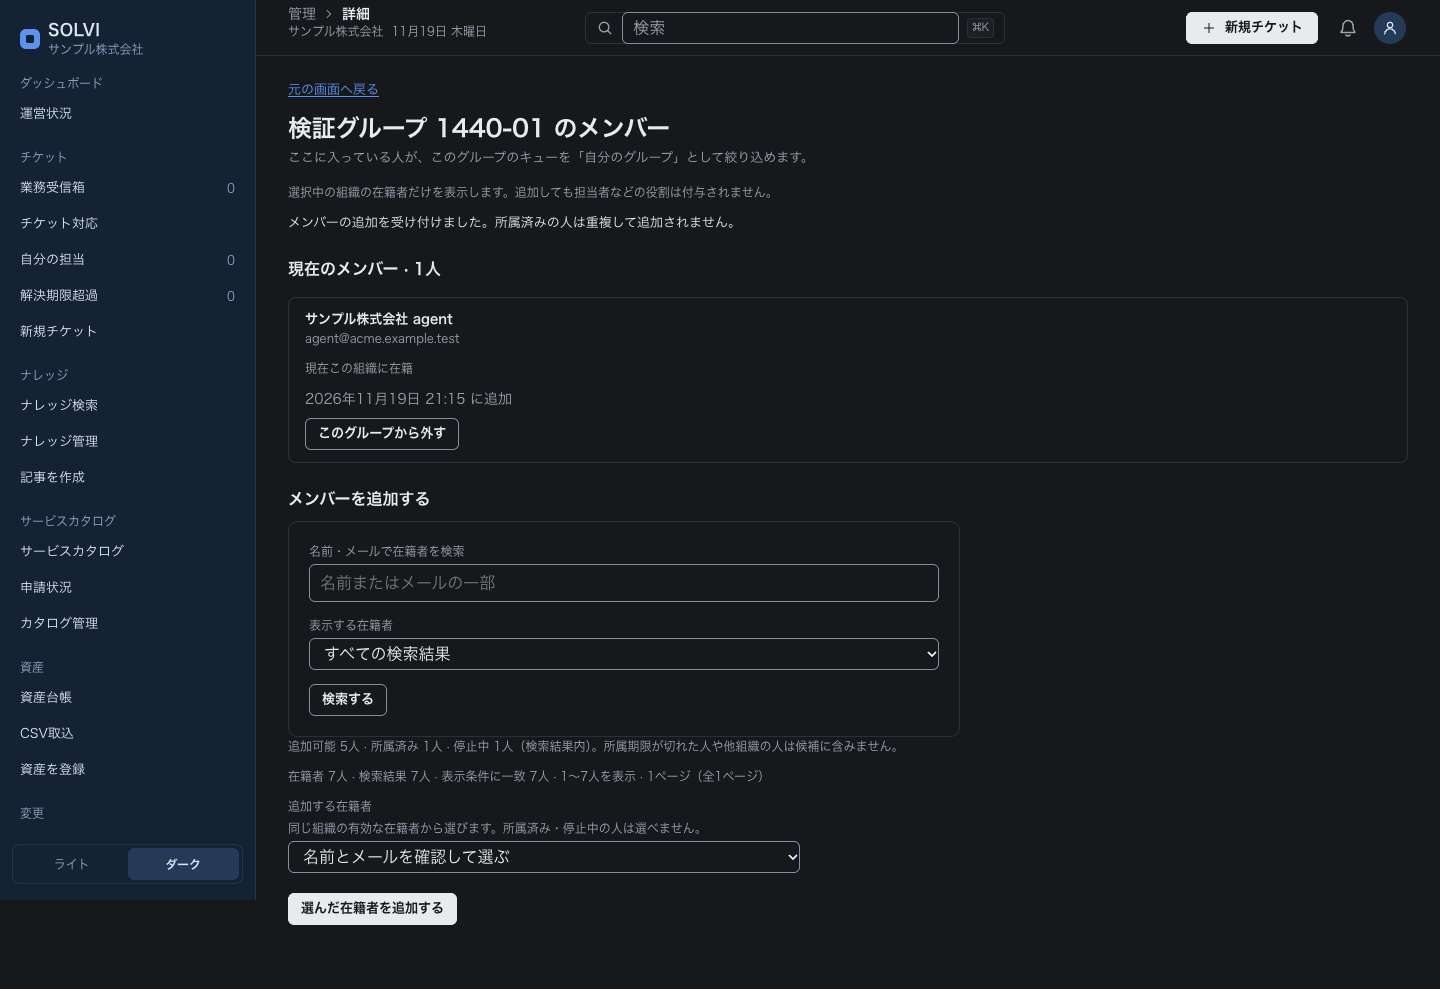 SOLVI
サンプル株式会社
ダッシュボード
運営状況
チケット
業務受信箱 0
チケット対応
自分の担当 0
解決期限超過 0
新規チケット
ナレッジ
ナレッジ検索
ナレッジ管理
記事を作成
サービスカタログ
サービスカタログ
申請状況
カタログ管理
資産
資産台帳
CSV取込
資産を登録
変更
ライト ダーク
管理 > 詳細
サンプル株式会社 11月19日 木曜日
検索 ⌘K
+ 新規チケット
元の画面へ戻る
検証グループ 1440-01 のメンバー
ここに入っている人が、このグループのキューを「自分のグループ」として絞り込めます。
選択中の組織の在籍者だけを表示します。追加しても担当者などの役割は付与されません。
メンバーの追加を受け付けました。所属済みの人は重複して追加されません。
現在のメンバー · 1人
サンプル株式会社 agent
agent@acme.example.test
現在この組織に在籍
2026年11月19日 21:15 に追加
このグループから外す
メンバーを追加する
名前・メールで在籍者を検索
名前またはメールの一部
表示する在籍者
すべての検索結果
検索する
追加可能 5人 · 所属済み 1人 · 停止中 1人（検索結果内）。所属期限が切れた人や他組織の人は候補に含みません。
在籍者 7人 · 検索結果 7人 · 表示条件に一致 7人 · 1〜7人を表示 · 1ページ（全1ページ）
追加する在籍者
同じ組織の有効な在籍者から選びます。所属済み・停止中の人は選べません。
名前とメールを確認して選ぶ
選んだ在籍者を追加する